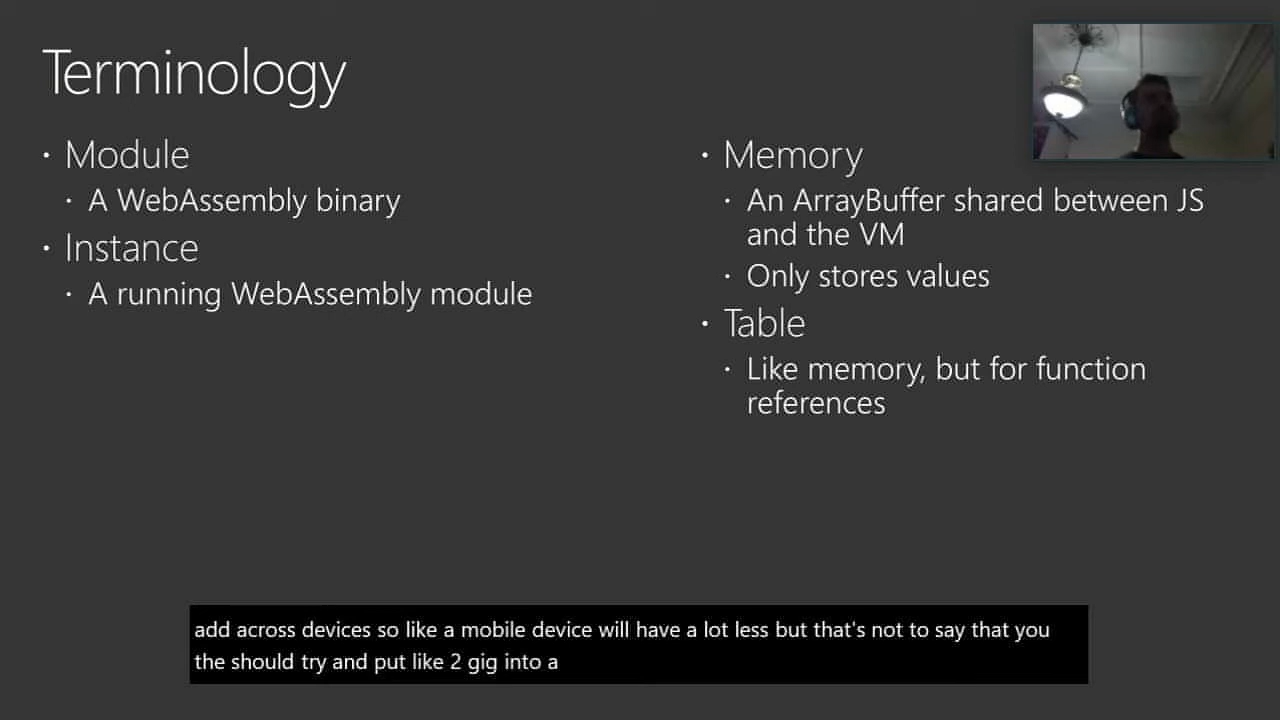 Terminology
· Module
· A WebAssembly binary
· Instance
· A running WebAssembly module
· Memory
· An ArrayBuffer shared between JS
and the VM
· Only stores values
· Table
· Like memory, but for function
references
add across devices so like a mobile device will have a lot less but that's not to say that you
the should try and put like 2 gig into a